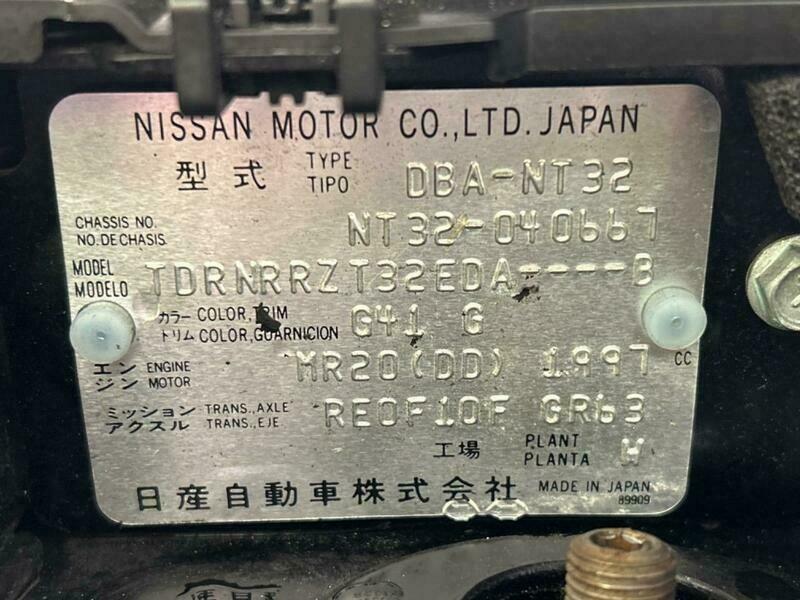 NISSAN MOTOR CO.,LTD. JAPAN
型式 TYPE TIPO DBA-NT32
CHASSIS NO. NO. DE CHASIS NT32-040667
MODEL MODELO TDRNRRZ T32EDA----B
カラー COLOR, TRIM G41 G
トリム COLOR, GUARNICION
エンジン ENGINE MOTOR MR20(DD) 1997 CC
ミッション TRANS., AXLE RE0F10F GR63
アクスル TRANS., EJE
工場 PLANT PLANTA W
日産自動車株式会社 MADE IN JAPAN
89909